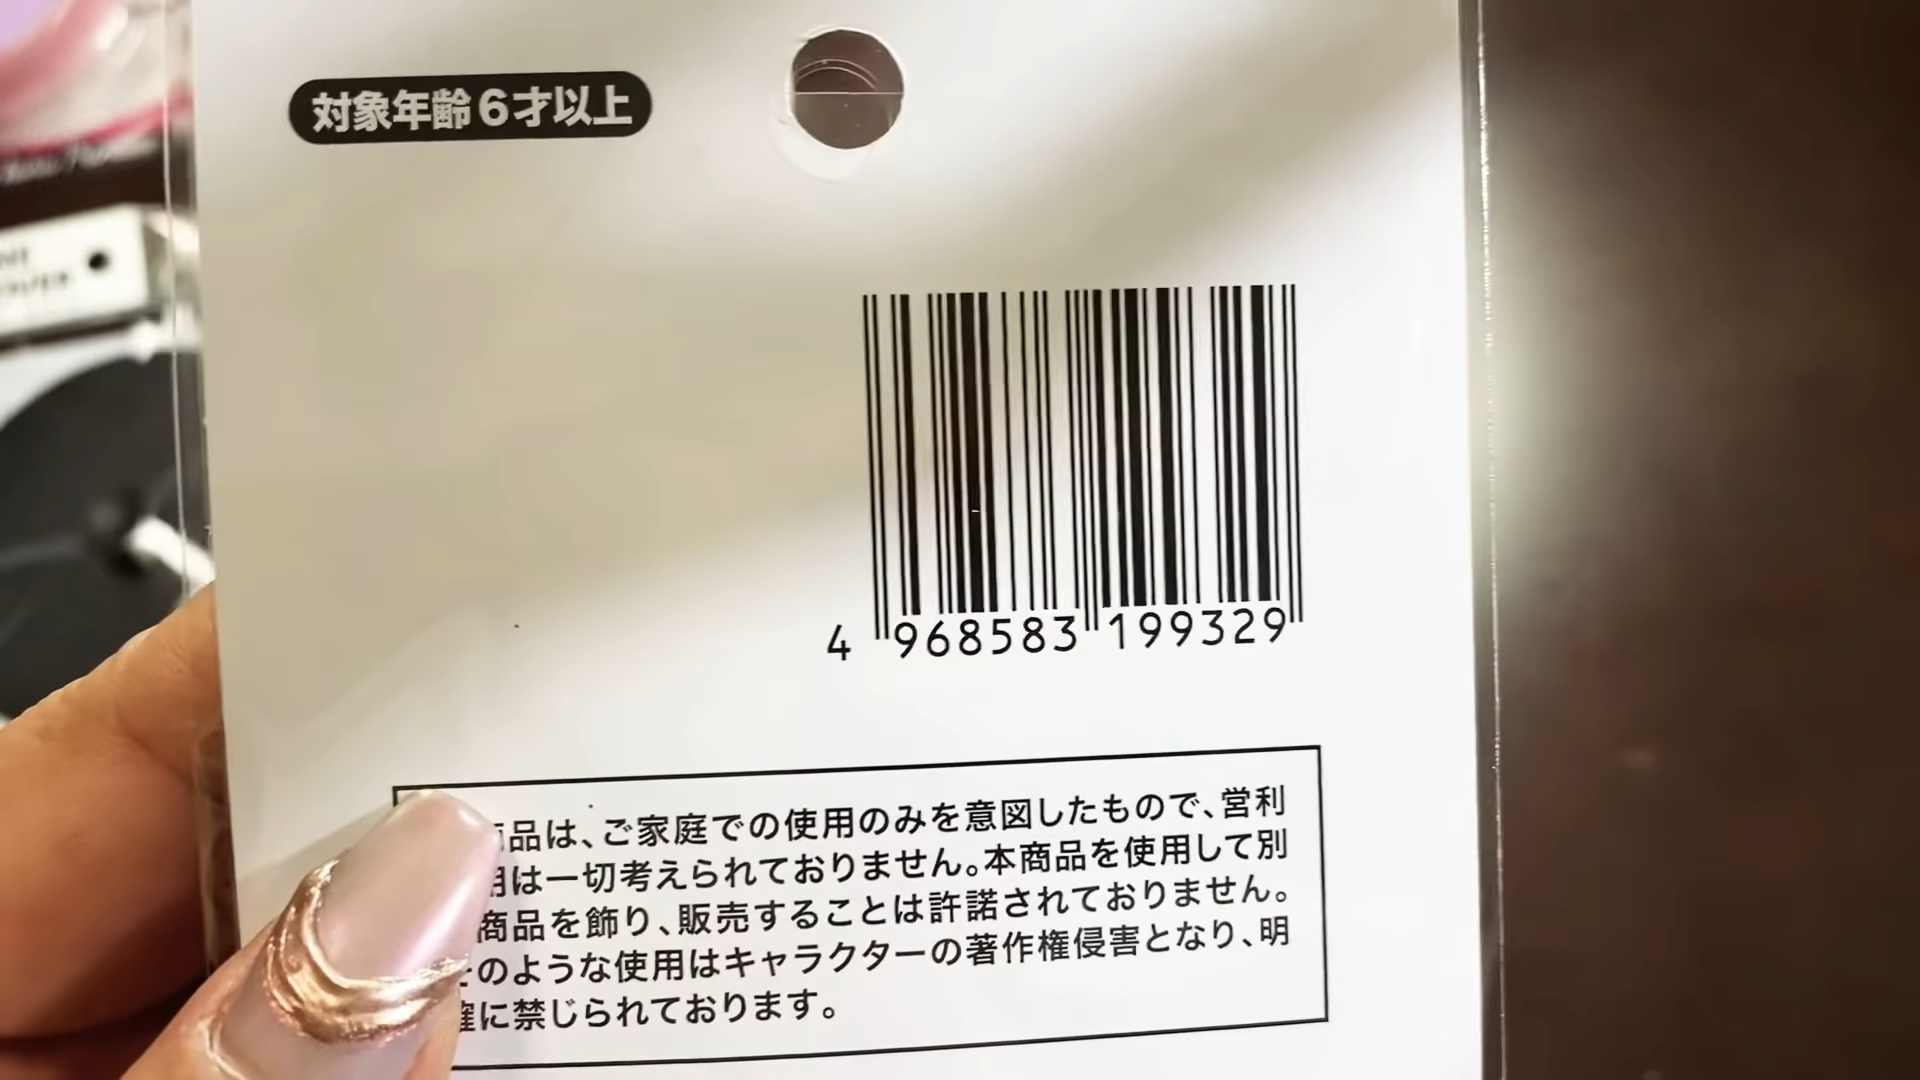 対象年齢6才以上
4 968583 199329
品は、ご家庭での使用のみを意図したもので、営利
用は一切考えられておりません。本商品を使用して別
商品を飾り、販売することは許諾されておりません。
のような使用はキャラクターの著作権侵害となり、明
確に禁じられております。